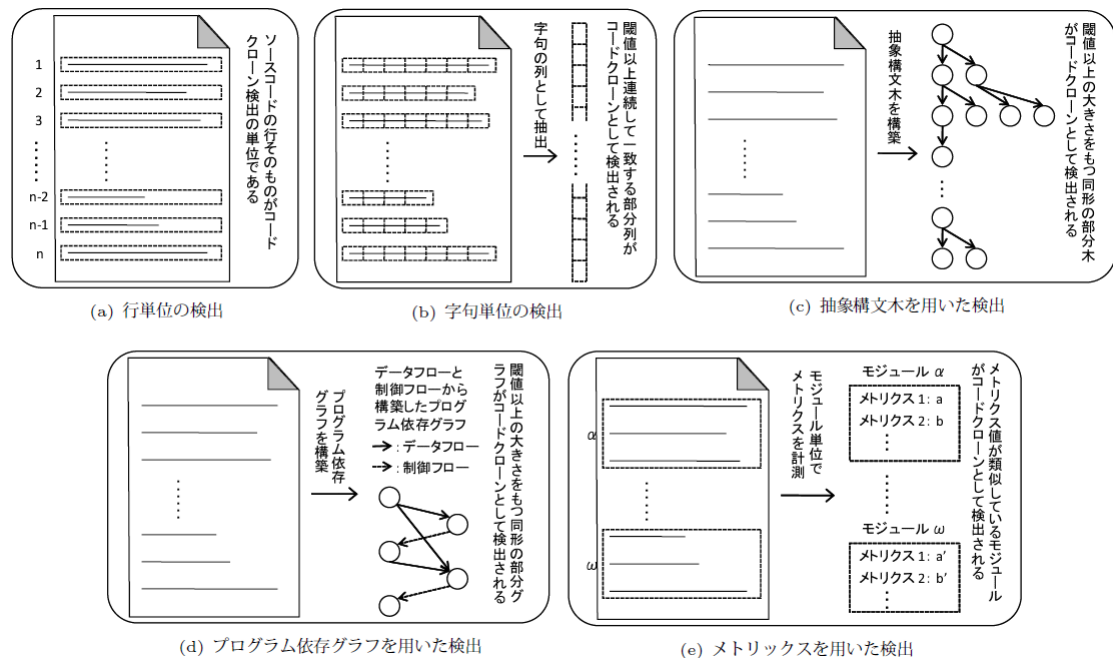 1
2
3
n-2
n-1
n
ソースコードの行そのものがコード
クローン検出の単位である
(a) 行単位の検出
字句の列として抽出
閾値以上連続して一致する部分列が
コードクローンとして検出される
(b) 字句単位の検出
抽象構文木を構築
閾値以上の大きさをもつ同形の部分木
がコードクローンとして検出される
(c) 抽象構文木を用いた検出
プログラム依存
グラフを構築
データフローと
制御フローから
構築したプログ
ラム依存グラフ
:データフロー
:制御フロー
閾値以上の大きさをもつ同形の部分グ
ラフがコードクローンとして検出される
(d) プログラム依存グラフを用いた検出
α
ω
モジュール単位で
メトリクスを計測
モジュール α
メトリクス 1: a
メトリクス 2: b
モジュール ω
メトリクス 1: a′
メトリクス 2: b′
メトリクス値が類似しているモジュール
がコードクローンとして検出される
(e) メトリックスを用いた検出